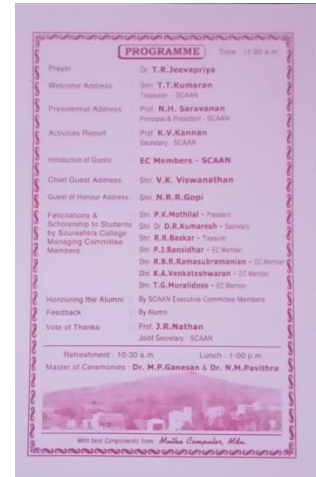 PROGRAMME Time : 11.00 a.m
Prayer : Dr. T.R.Jeevapriya
Welcome Address : Shri. T.T.Kumaran
Treasurer - SCAAN
Presidential Address : Prof. N.H. Saravanan
Principal & President - SCAAN
Activities Report : Prof. K.V.Kannan
Secretary - SCAAN
Introduction of Guests : EC Members - SCAAN
Chief Guest Address : Shri. V.K. Viswanathan
Guest of Honour Address : Shri. N.R.R.Gopi
Felicitations & Scholarship to Students by Sourashtra College Managing Committee Members
: Shri. P.K.Mothilal - President
Shri. Dr. D.R.Kumaresh - Secretary
Shri. R.R.Baskar - Treasurer
Shri. P.J.Bansidhar - EC Member
Shri. R.B.R.Ramasubramanian - EC Member
Shri. K.A.Venkateshwaran - EC Member
Shri. T.G.Muralidoss - EC Member
Honouring the Alumni : By SCAAN Executive Committee Members
Feedback : By Alumni
Vote of Thanks : Prof. J.R.Nathan
Joint Secretary - SCAAN
Refreshment : 10-30 a.m Lunch : 1-00 p.m.
Master of Ceremonies : Dr. M.P.Ganesan & Dr. N.M.Pavithra
With best Compliments from : Muthu Computer, Mdu.